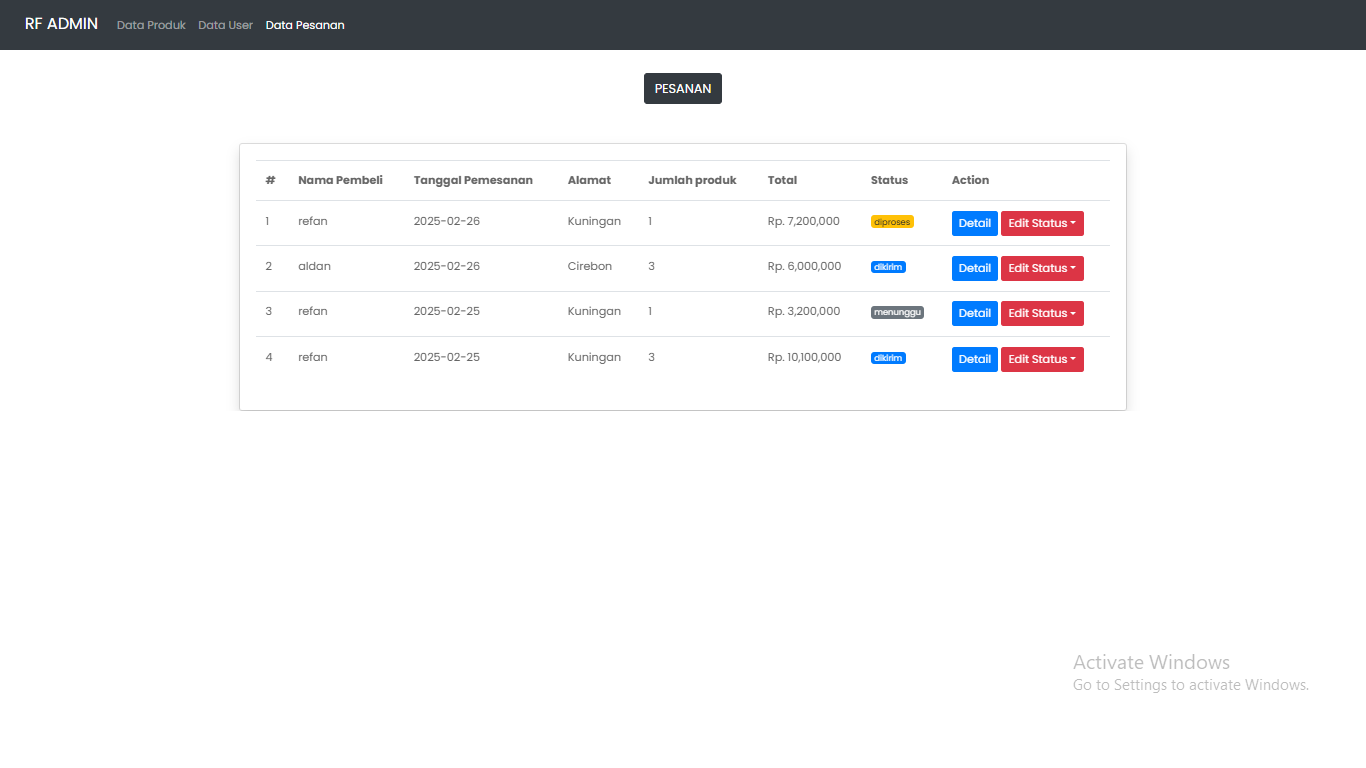 RF ADMIN Data Produk Data User Data Pesanan
PESANAN
# Nama Pembeli Tanggal Pemesanan Alamat Jumlah produk Total Status Action
1 refan 2025-02-26 Kuningan 1 Rp. 7,200,000 diproses Detail Edit Status
2 aldan 2025-02-26 Cirebon 3 Rp. 6,000,000 dikirim Detail Edit Status
3 refan 2025-02-25 Kuningan 1 Rp. 3,200,000 menunggu Detail Edit Status
4 refan 2025-02-25 Kuningan 3 Rp. 10,100,000 dikirim Detail Edit Status
Activate Windows
Go to Settings to activate Windows.